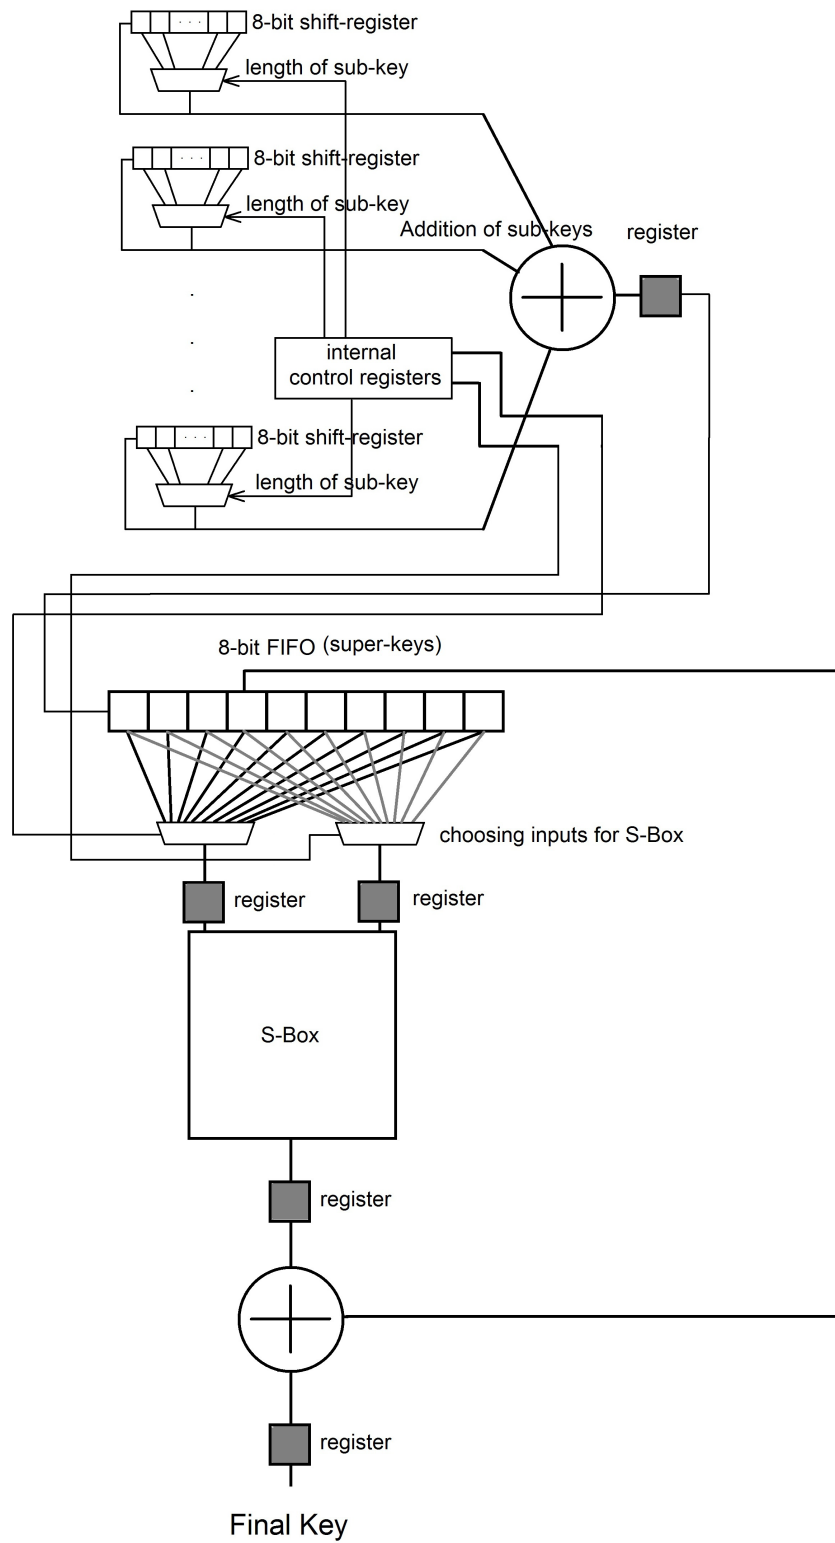 8-bit shift-register
length of sub-key
8-bit shift-register
length of sub-key
Addition of sub-keys
register
internal
control registers
8-bit shift-register
length of sub-key
8-bit FIFO (super-keys)
choosing inputs for S-Box
register
register
S-Box
register
register
Final Key